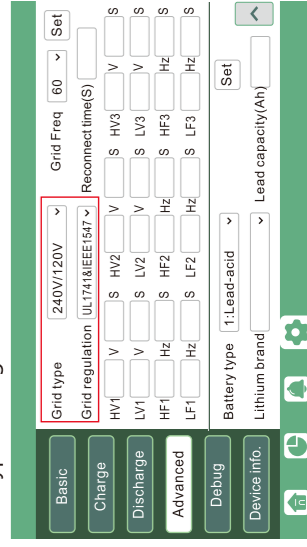 Basic
Charge
Discharge
Advanced
Debug
Device info.
Grid type 240V/120V Grid Freq 60 Set
Grid regulation UL1741&IEEE1547 Reconnect time(S)
HV1 V S HV2 V S HV3 V S
LV1 V S LV2 V S LV3 V S
HF1 Hz S HF2 Hz S HF3 Hz S
LF1 Hz S LF2 Hz S LF3 Hz S
Battery type 1:Lead-acid Set
Lithium brand Lead capacity(Ah)